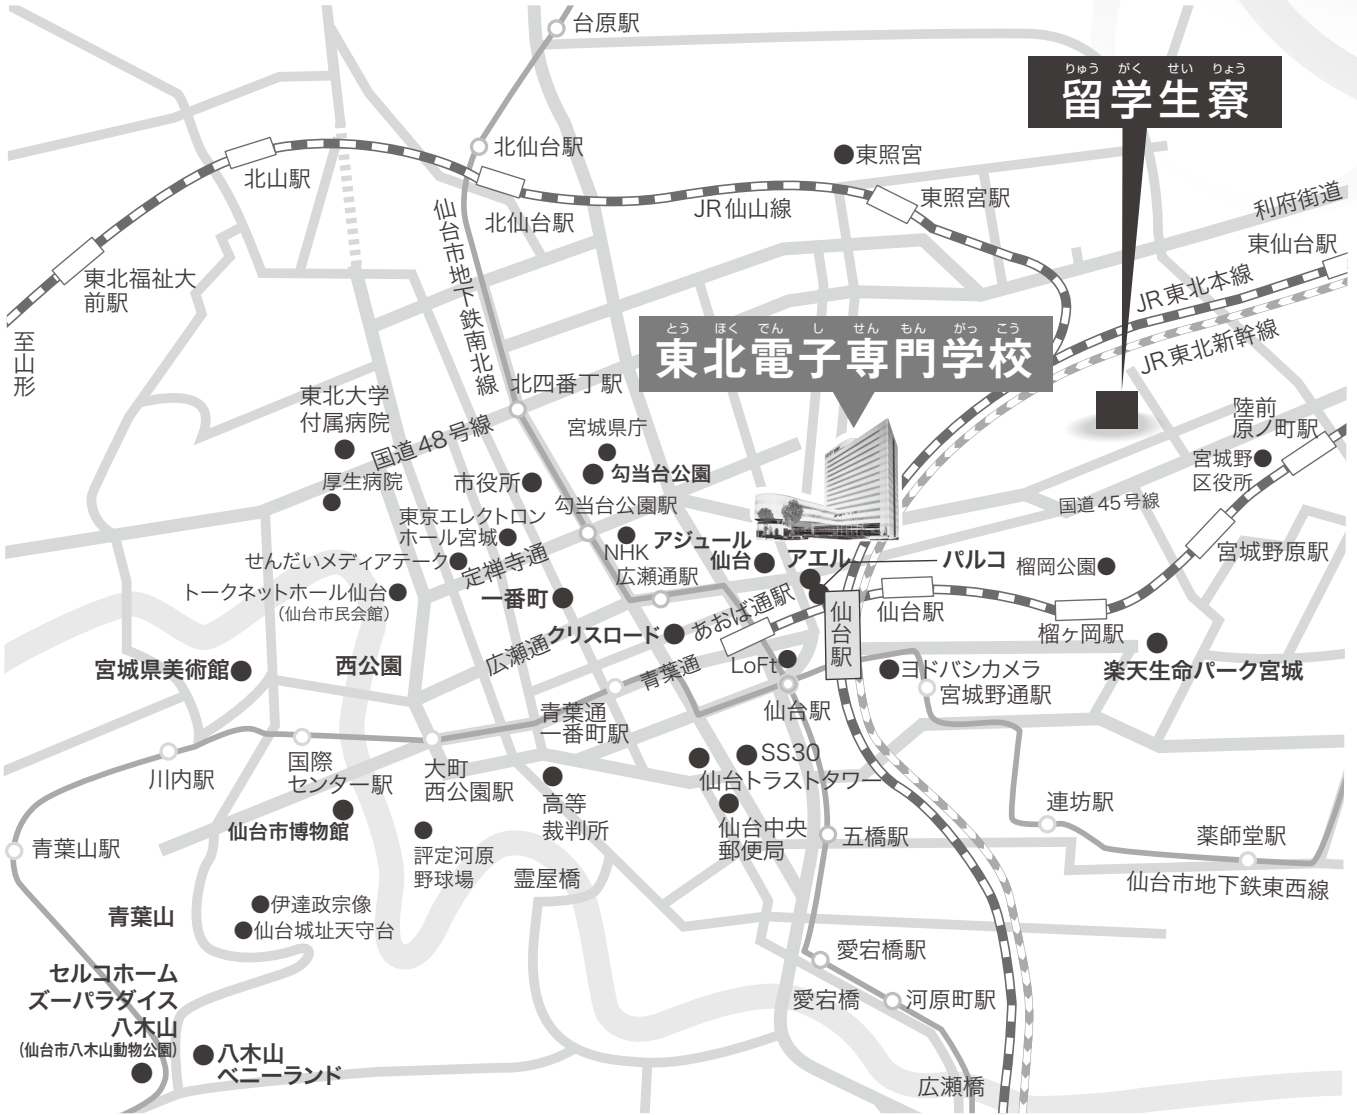 台原駅
りゅう がく せい りょう
留学生寮
北仙台駅
東照宮
北山駅
北仙台駅
JR仙山線
東照宮駅
利府街道
東仙台駅
仙台市地下鉄南北線
東北福祉大
前駅
JR東北本線
至山形
とう ほく でん し せん もん がっ こう
東北電子専門学校
JR東北新幹線
北四番丁駅
東北大学
付属病院
国道48号線
宮城県庁
陸前
原ノ町駅
厚生病院
市役所
勾当台公園
宮城野
区役所
勾当台公園駅
国道45号線
東京エレクトロン
ホール宮城
NHK
アジュール
仙台
アエル
パルコ
せんだいメディアテーク
定禅寺通
広瀬通駅
榴岡公園
宮城野原駅
トークネットホール仙台
（仙台市民会館）
一番町
あおば通駅
仙台駅
仙台駅
榴ヶ岡駅
クリスロード
広瀬通
宮城県美術館
西公園
青葉通
LoFt
ヨドバシカメラ
楽天生命パーク宮城
宮城野通駅
仙台駅
青葉通
一番町駅
国際
センター駅
川内駅
大町
西公園駅
SS30
仙台トラストタワー
高等
裁判所
連坊駅
仙台市博物館
仙台中央
郵便局
五橋駅
薬師堂駅
青葉山駅
評定河原
野球場
霊屋橋
仙台市地下鉄東西線
伊達政宗像
青葉山
仙台城址天守台
愛宕橋駅
セルコホーム
ズーパラダイス
八木山
（仙台市八木山動物公園）
愛宕橋
河原町駅
八木山
ベニーランド
広瀬橋